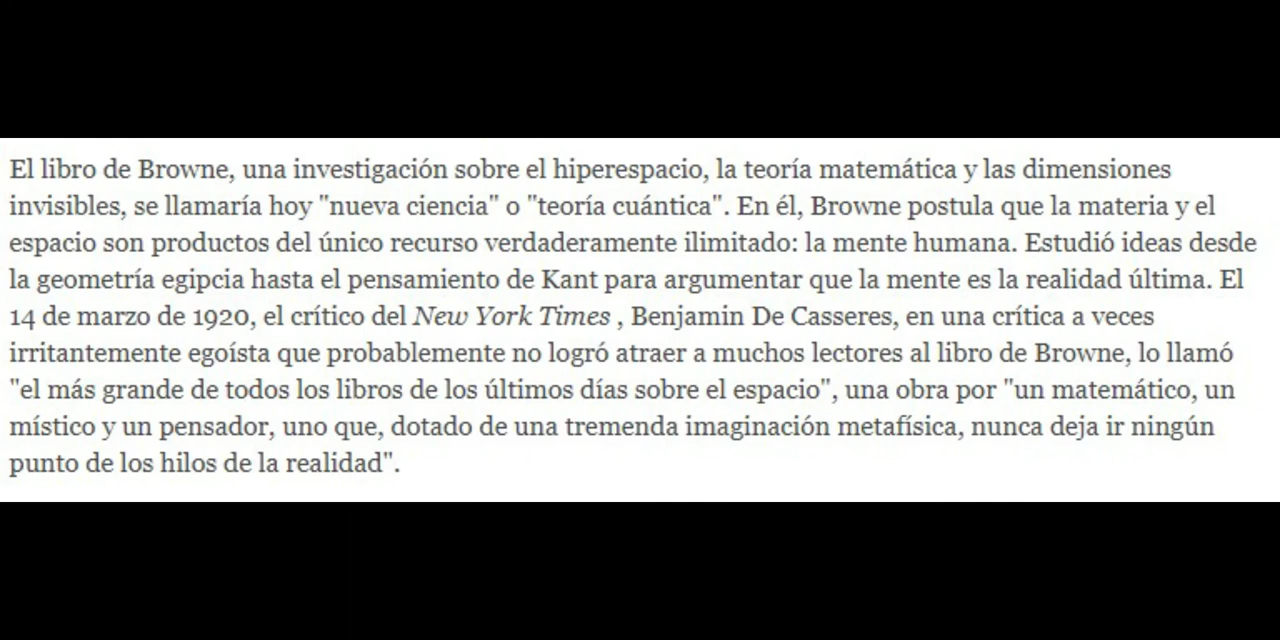 El libro de Browne, una investigación sobre el hiperespacio, la teoría matemática y las dimensiones
invisibles, se llamaría hoy "nueva ciencia" o "teoría cuántica". En él, Browne postula que la materia y el
espacio son productos del único recurso verdaderamente ilimitado: la mente humana. Estudió ideas desde
la geometría egipcia hasta el pensamiento de Kant para argumentar que la mente es la realidad última. El
14 de marzo de 1920, el crítico del New York Times , Benjamin De Casseres, en una crítica a veces
irritantemente egoísta que probablemente no logró atraer a muchos lectores al libro de Browne, lo llamó
"el más grande de todos los libros de los últimos días sobre el espacio", una obra por "un matemático, un
místico y un pensador, uno que, dotado de una tremenda imaginación metafísica, nunca deja ir ningún
punto de los hilos de la realidad".